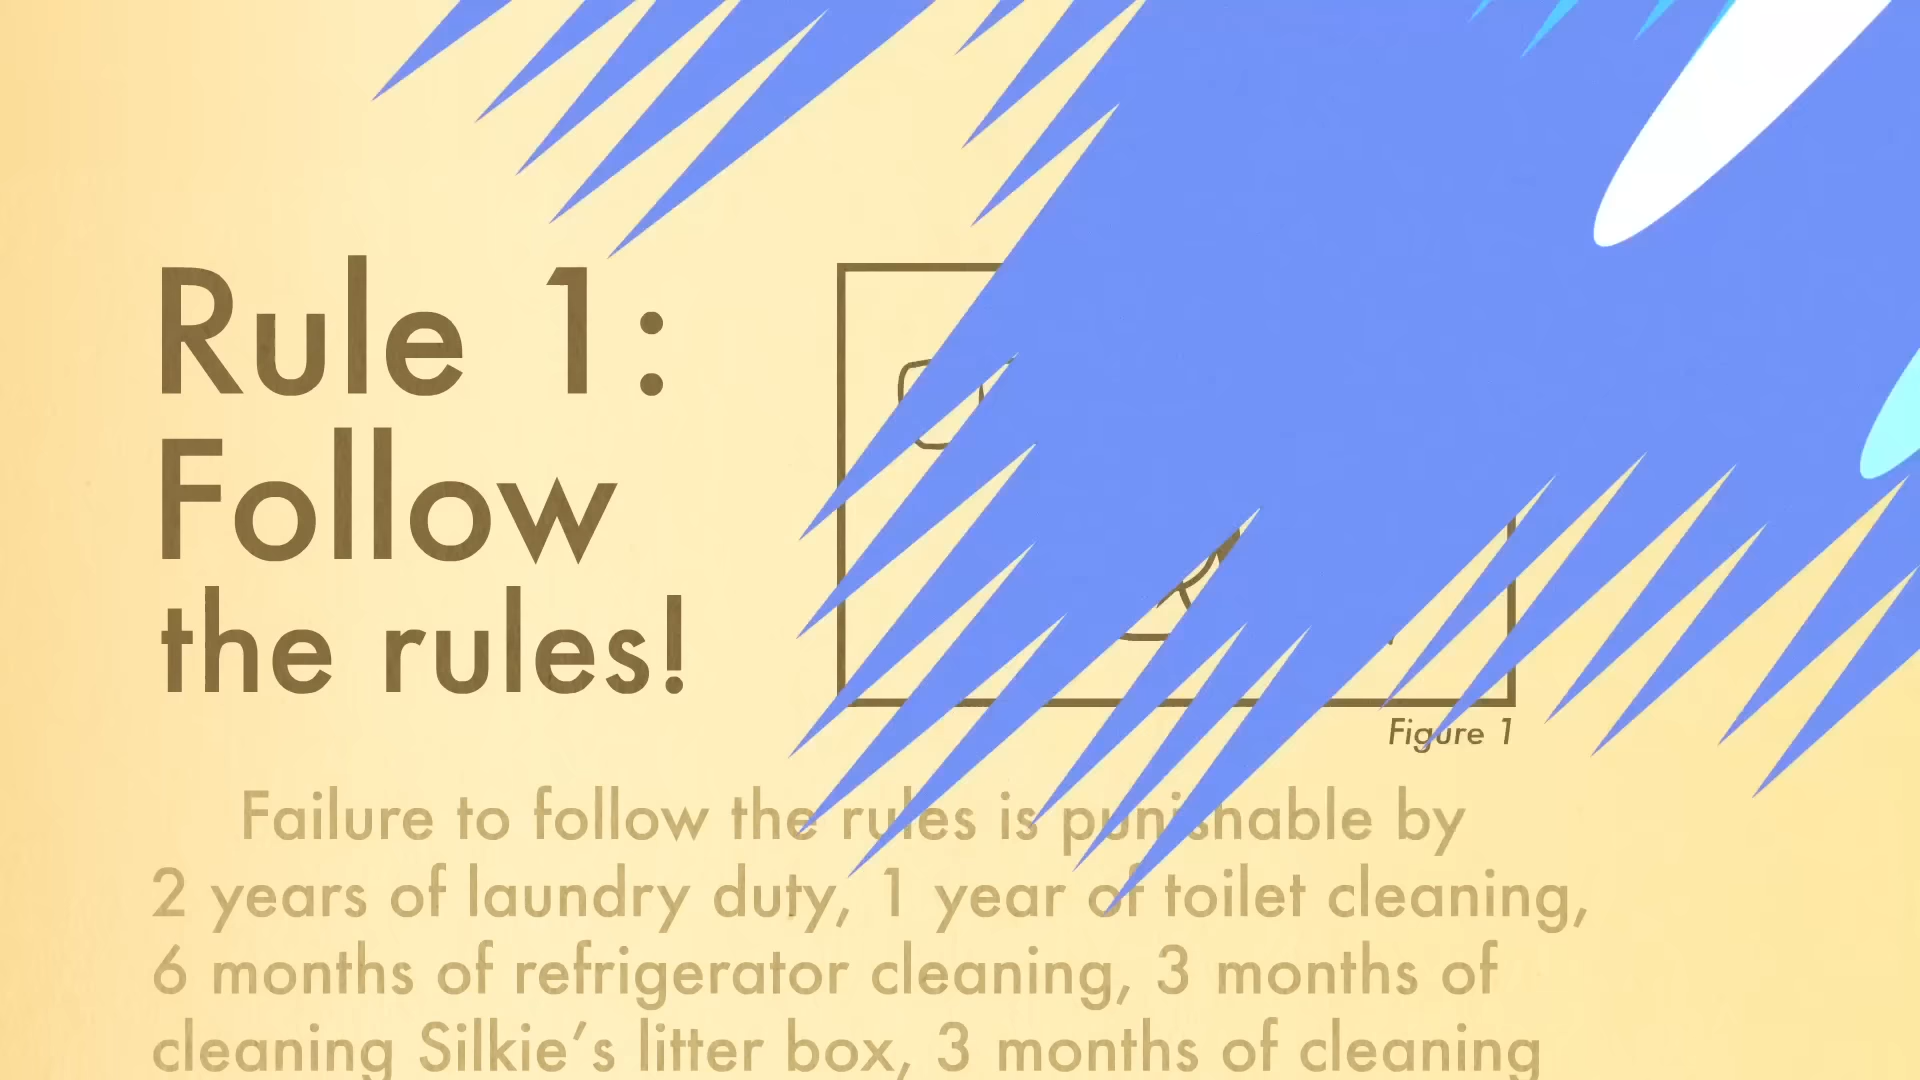 Rule 1:
Follow
the rules!
Figure 1
Failure to follow the rules is punishable by
2 years of laundry duty, 1 year of toilet cleaning,
6 months of refrigerator cleaning, 3 months of
cleaning Silkie's litter box, 3 months of cleaning